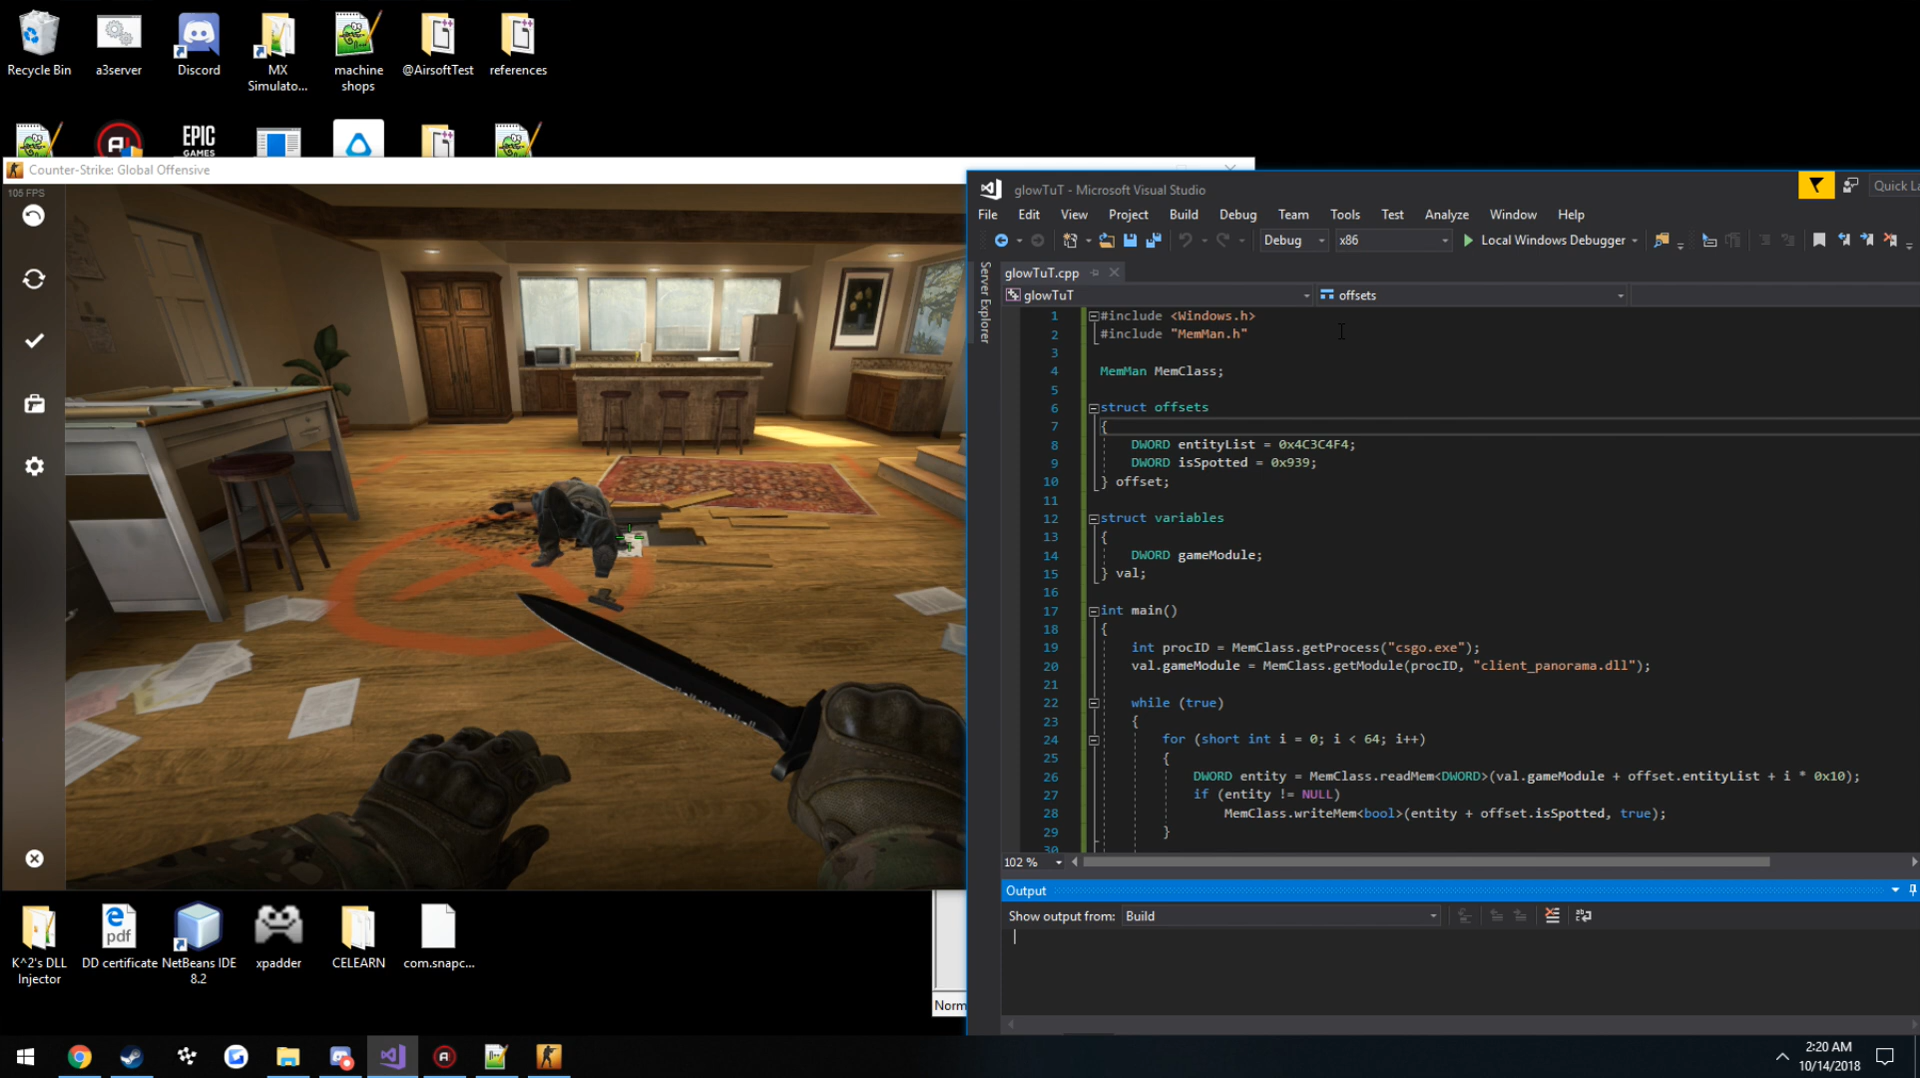 Recycle Bin
a3server
Discord
MX
Simulato...
machine
shops
@AirsoftTest
references
EPIC
GAMES
Counter-Strike: Global Offensive
105 FPS
glowTuT - Microsoft Visual Studio
Quick La
File Edit View Project Build Debug Team Tools Test Analyze Window Help
Debug x86 Local Windows Debugger
Server Explorer
glowTuT.cpp
glowTuT offsets
1 #include <Windows.h>
2 #include "MemMan.h"
3
4 MemMan MemClass;
5
6 struct offsets
7 {
8 DWORD entityList = 0x4C3C4F4;
9 DWORD isSpotted = 0x939;
10 } offset;
11
12 struct variables
13 {
14 DWORD gameModule;
15 } val;
16
17 int main()
18 {
19 int procID = MemClass.getProcess("csgo.exe");
20 val.gameModule = MemClass.getModule(procID, "client_panorama.dll");
21
22 while (true)
23 {
24 for (short int i = 0; i < 64; i++)
25 {
26 DWORD entity = MemClass.readMem<DWORD>(val.gameModule + offset.entityList + i * 0x10);
27 if (entity != NULL)
28 MemClass.writeMem<bool>(entity + offset.isSpotted, true);
29 }
30
102 %
Output
Show output from: Build
pdf
K^2's DLL
Injector
DD certificate
NetBeans IDE
8.2
xpadder
CELEARN
com.snapc...
Norm
2:20 AM
10/14/2018